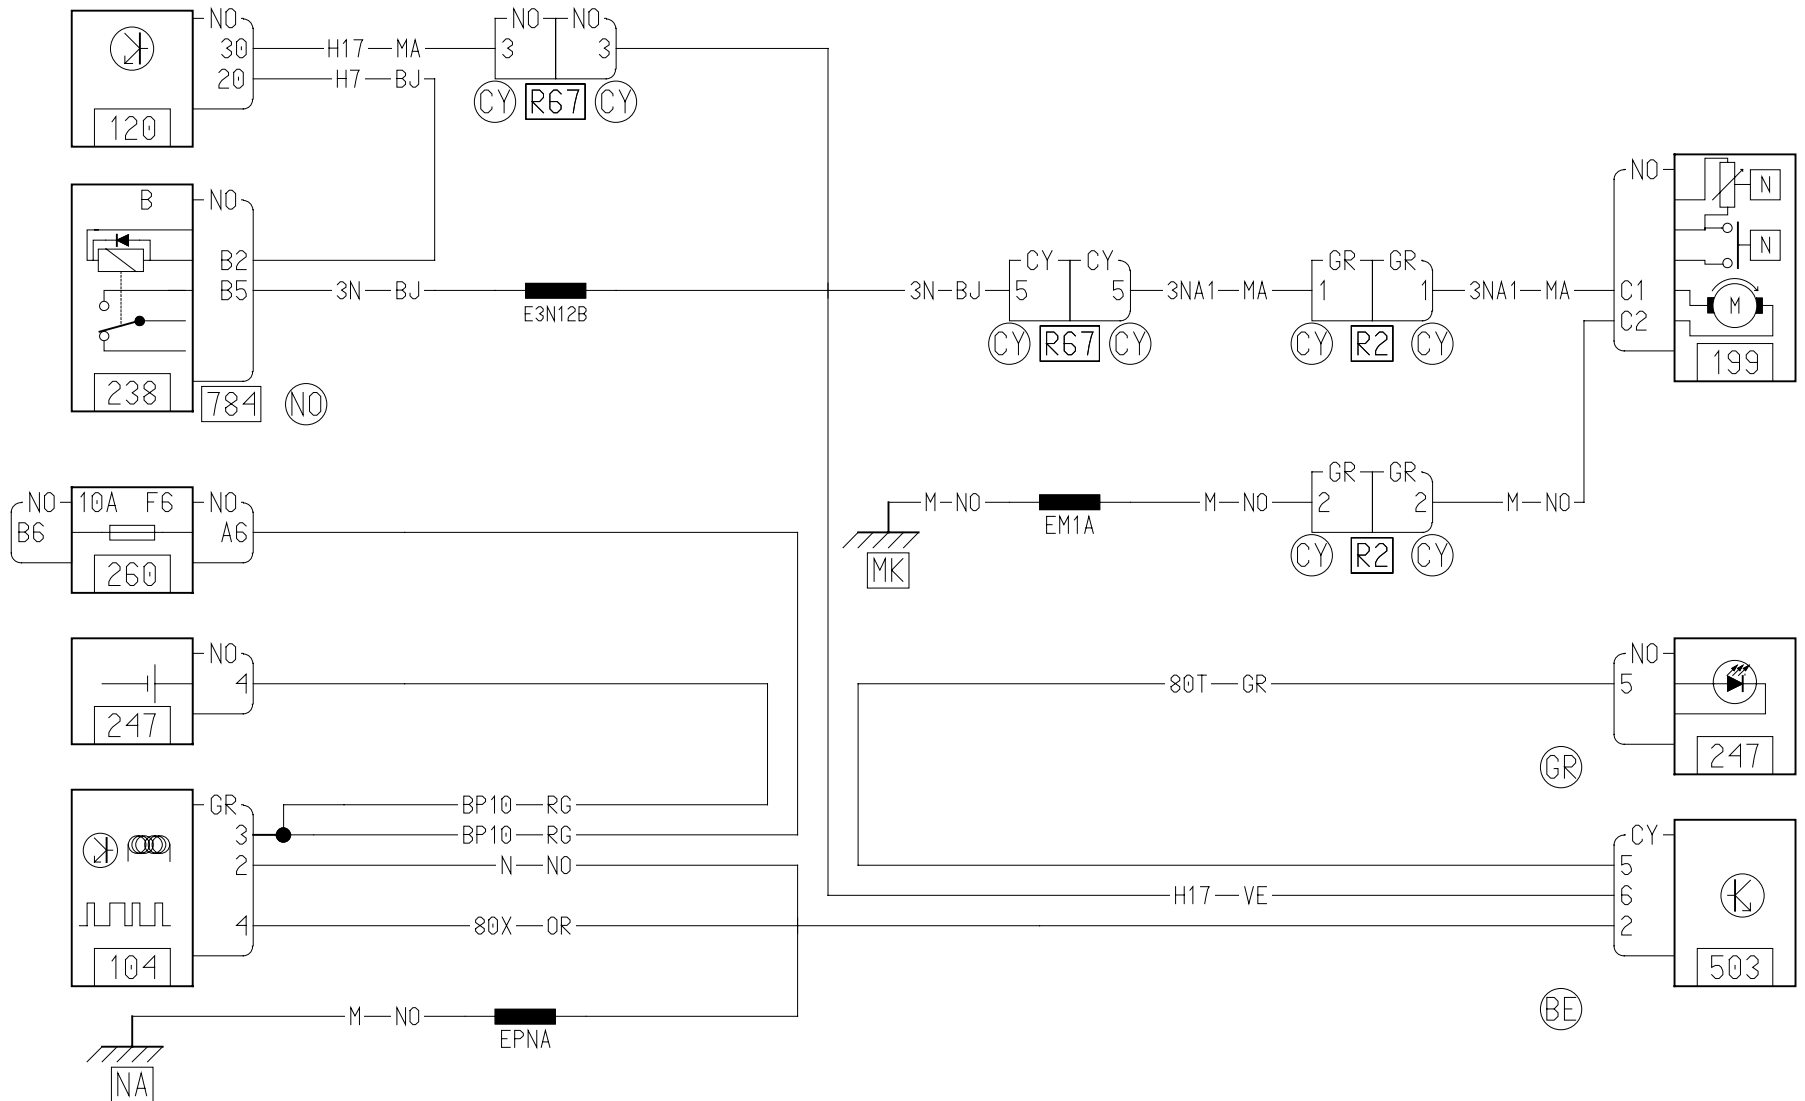 NO NO NO
30 H17 MA 3 3
20 H7 BJ
CY R67 CY
120
NO N
B NO
N
B2 CY CY GR GR
B5 3N BJ 3N BJ 5 5 3NA1 MA 1 1 3NA1 MA C1 M
E3N12B C2
CY R67 CY CY R2 CY
199
238 784 NO
GR GR
NO 10A F6 NO M NO M NO 2 2 M NO
B6 A6 EM1A
CY R2 CY
260 MK
NO NO
4 80T GR 5
247 247
GR
GR BP10 RG
3 BP10 RG CY
2 N NO 5
H17 VE 6
4 80X OR 2
104 503
M NO BE
EPNA
NA